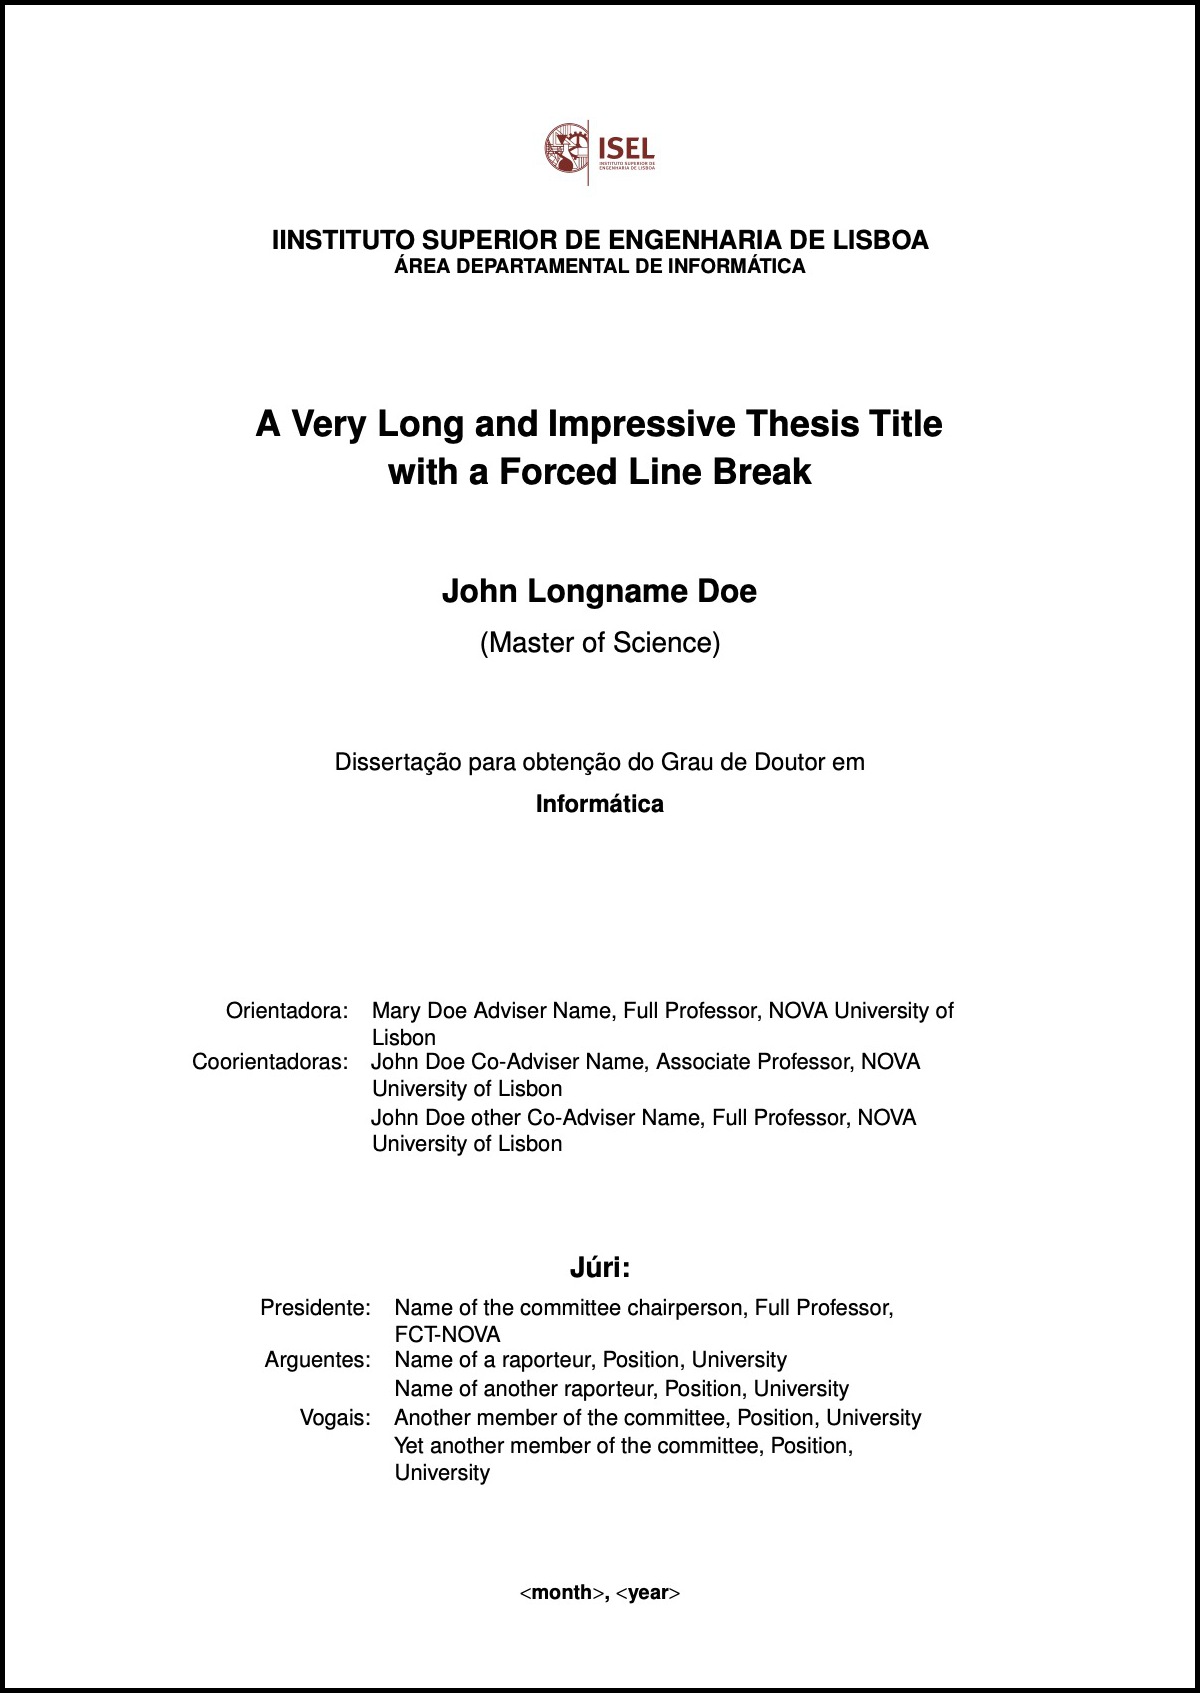 ISEL
INSTITUTO SUPERIOR DE
ENGENHARIA DE LISBOA
IINSTITUTO SUPERIOR DE ENGENHARIA DE LISBOA
ÁREA DEPARTAMENTAL DE INFORMÁTICA
A Very Long and Impressive Thesis Title
with a Forced Line Break
John Longname Doe
(Master of Science)
Dissertação para obtenção do Grau de Doutor em
Informática
Orientadora: Mary Doe Adviser Name, Full Professor, NOVA University of
Lisbon
Coorientadoras: John Doe Co-Adviser Name, Associate Professor, NOVA
University of Lisbon
John Doe other Co-Adviser Name, Full Professor, NOVA
University of Lisbon
Júri:
Presidente: Name of the committee chairperson, Full Professor,
FCT-NOVA
Arguentes: Name of a raporteur, Position, University
Name of another raporteur, Position, University
Vogais: Another member of the committee, Position, University
Yet another member of the committee, Position,
University
<month>, <year>